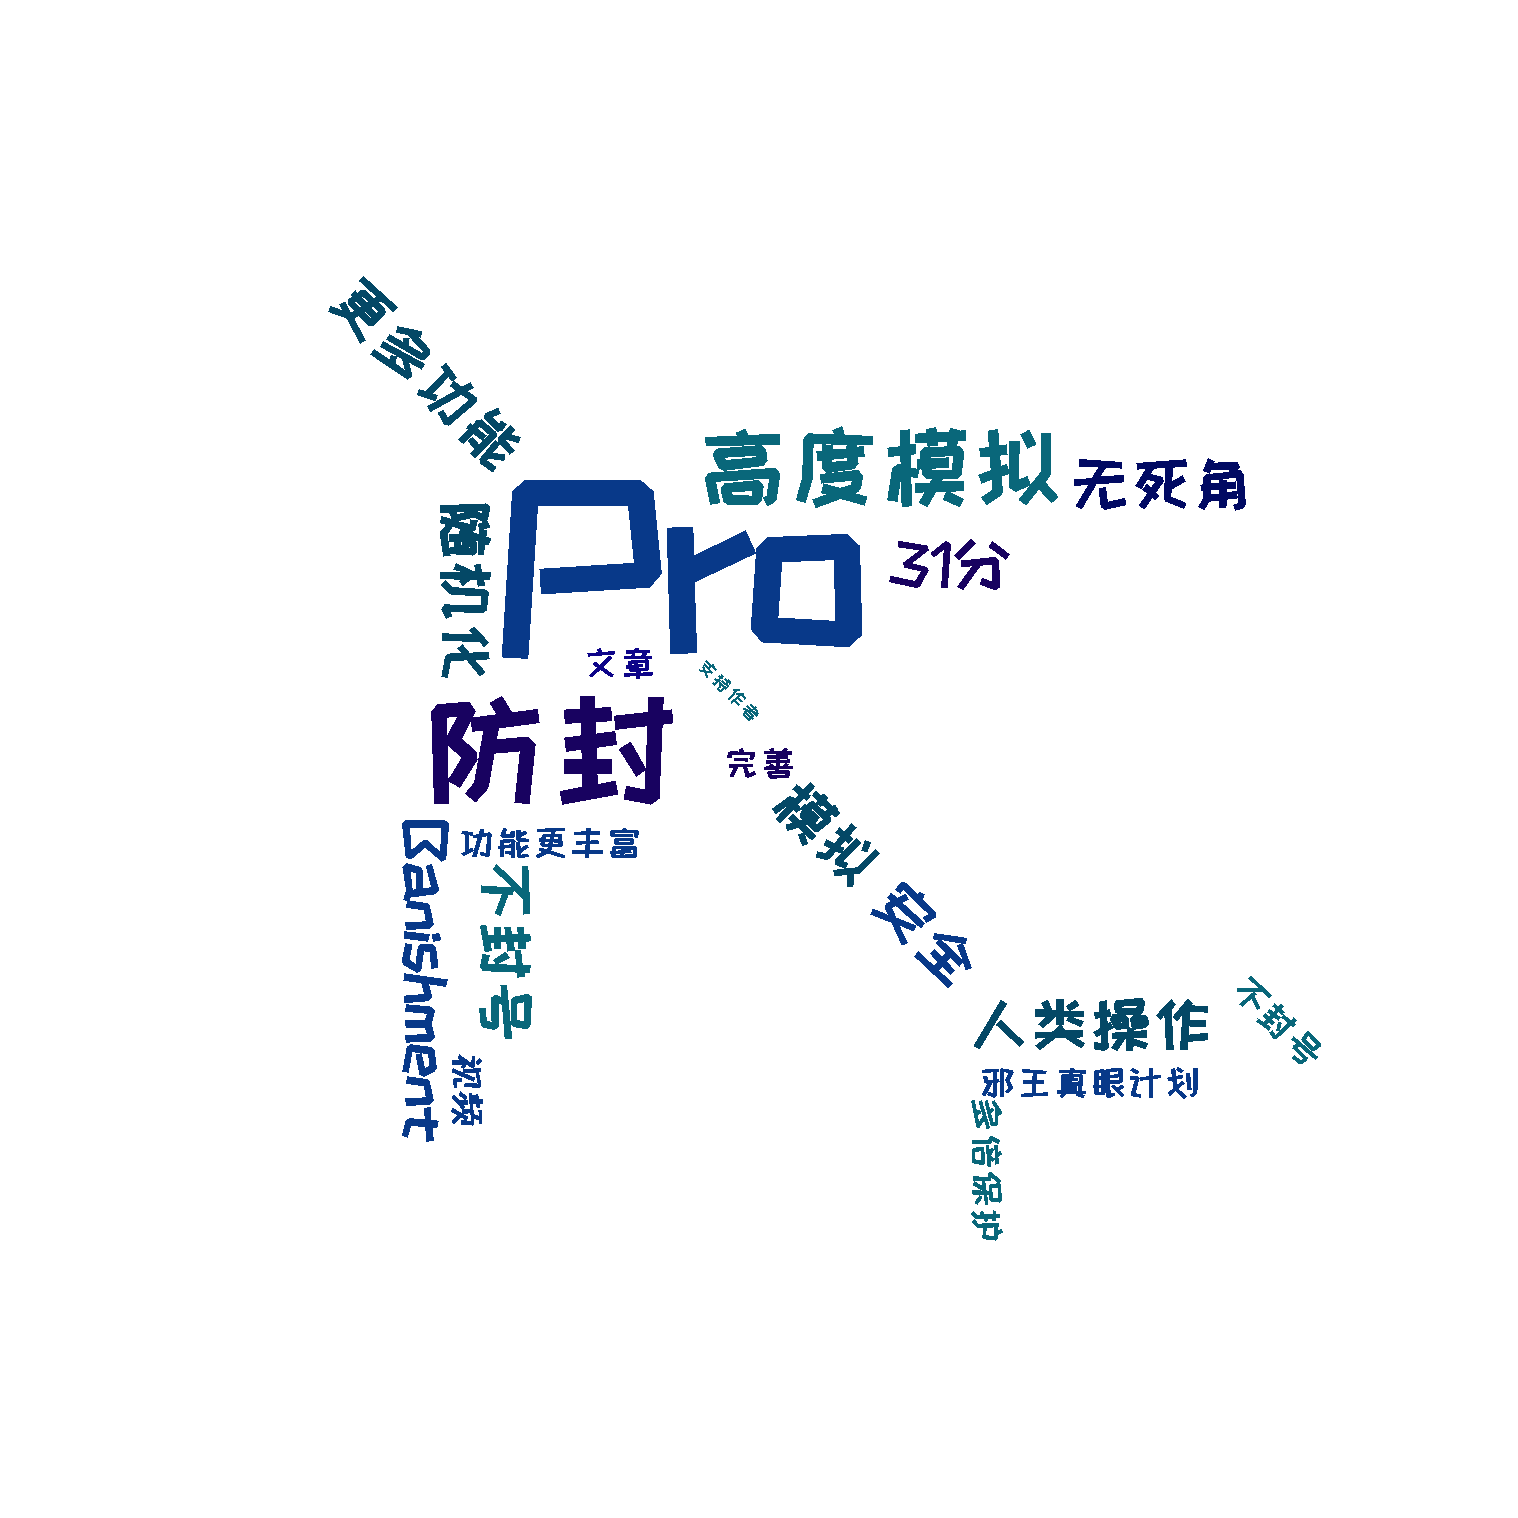 更多功能
高度模拟
无死角
随机化
Pro
31分
文章
支持作者
防封
完善
模拟
Banishment
功能更丰富
不封号
安全
人类操作
不封号
视频
邪王真眼计划
多倍保护